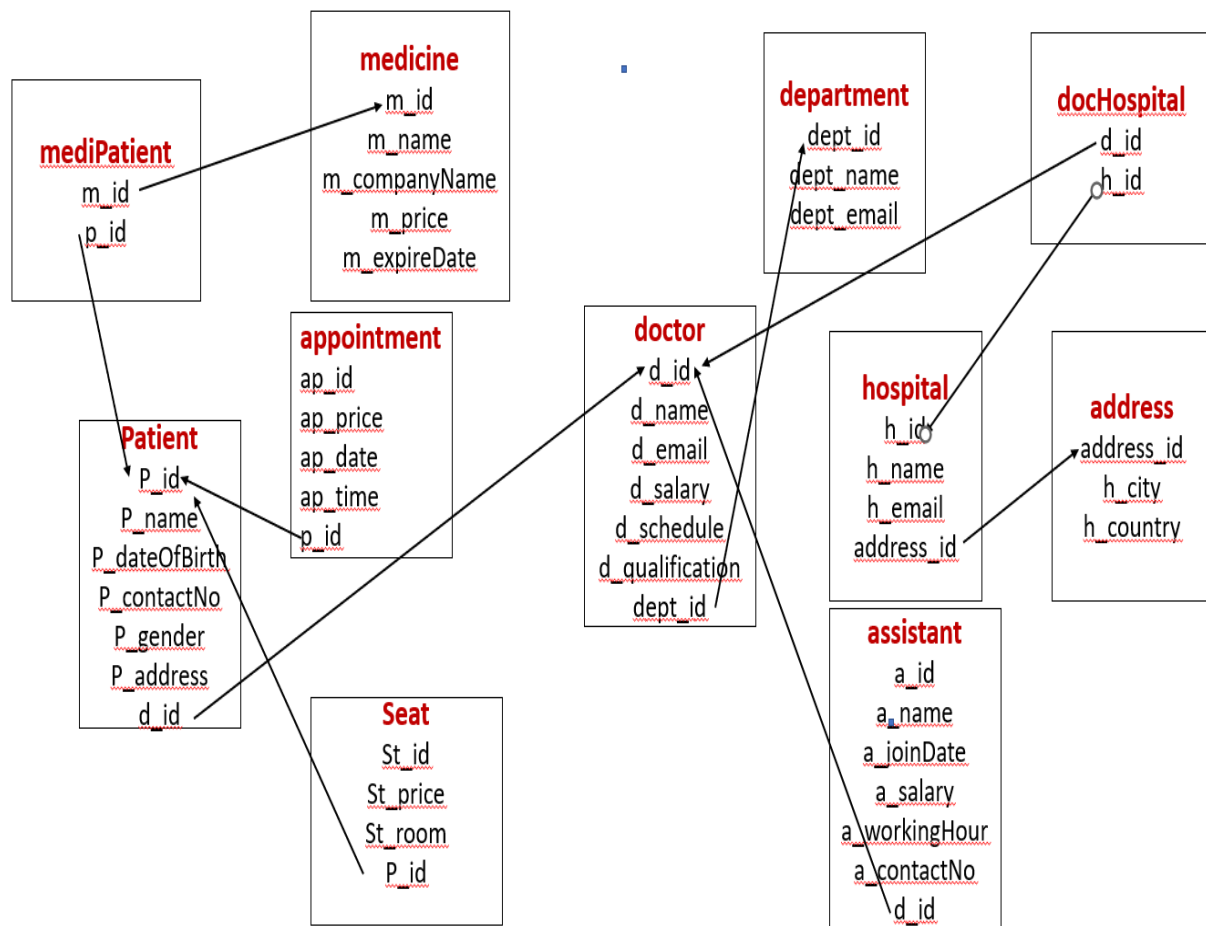 mediPatient
m_id
p_id
medicine
m_id
m_name
m_companyName
m_price
m_expireDate
department
dept_id
dept_name
dept_email
docHospital
d_id
h_id
appointment
ap_id
ap_price
ap_date
ap_time
p_id
doctor
d_id
d_name
d_email
d_salary
d_schedule
d_qualification
dept_id
hospital
h_id
h_name
h_email
address_id
address
address_id
h_city
h_country
Patient
P_id
P_name
P_dateOfBirth
P_contactNo
P_gender
P_address
d_id
Seat
St_id
St_price
St_room
P_id
assistant
a_id
a_name
a_joinDate
a_salary
a_workingHour
a_contactNo
d_id